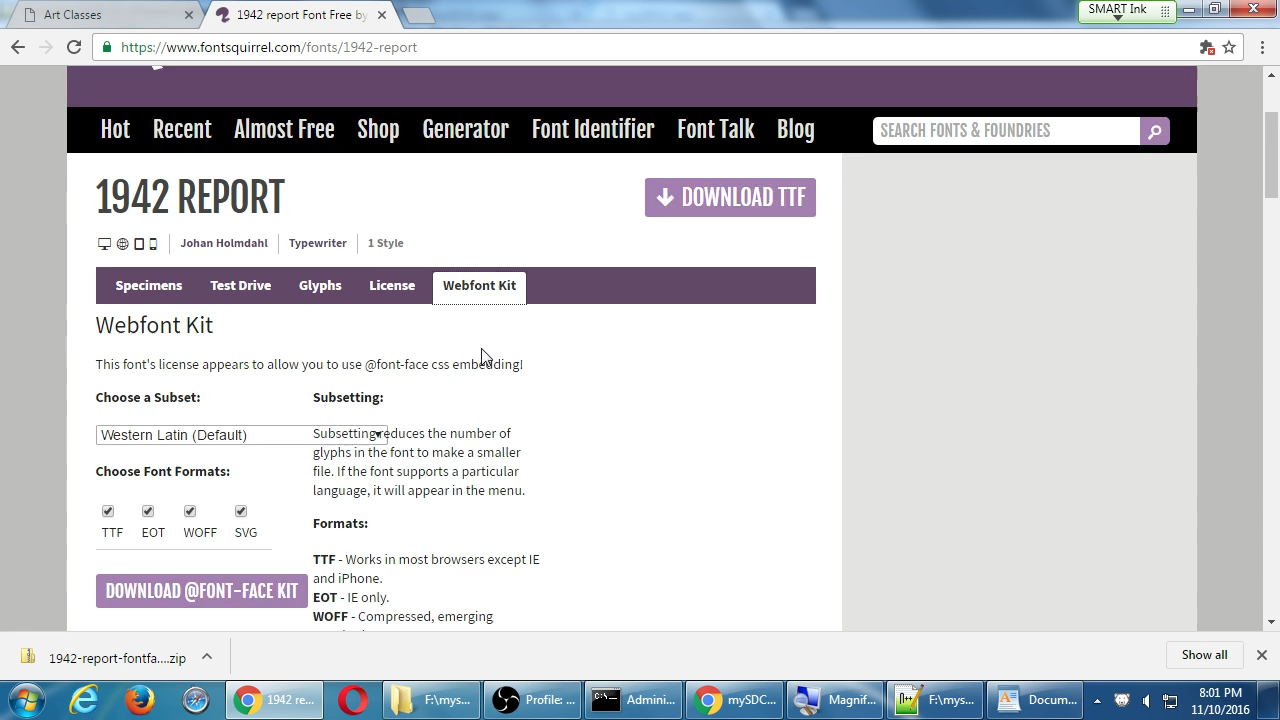 Art Classes
1942 report Font Free by
SMART Ink
https://www.fontsquirrel.com/fonts/1942-report
Hot Recent Almost Free Shop Generator Font Identifier Font Talk Blog
SEARCH FONTS & FOUNDRIES
1942 REPORT
DOWNLOAD TTF
Johan Holmdahl Typewriter 1 Style
Specimens Test Drive Glyphs License Webfont Kit
Webfont Kit
This font's license appears to allow you to use @font-face css embedding!
Choose a Subset:
Western Latin (Default)
Choose Font Formats:
TTF EOT WOFF SVG
DOWNLOAD @FONT-FACE KIT
Subsetting:
Subsetting reduces the number of
glyphs in the font to make a smaller
file. If the font supports a particular
language, it will appear in the menu.
Formats:
TTF - Works in most browsers except IE
and iPhone.
EOT - IE only.
WOFF - Compressed, emerging
1942-report-fontfa....zip
Show all
1942 re...
F:\mys...
Profile: ...
Admini...
mySDC...
Magnif...
F:\mys...
Docum...
8:01 PM
11/10/2016